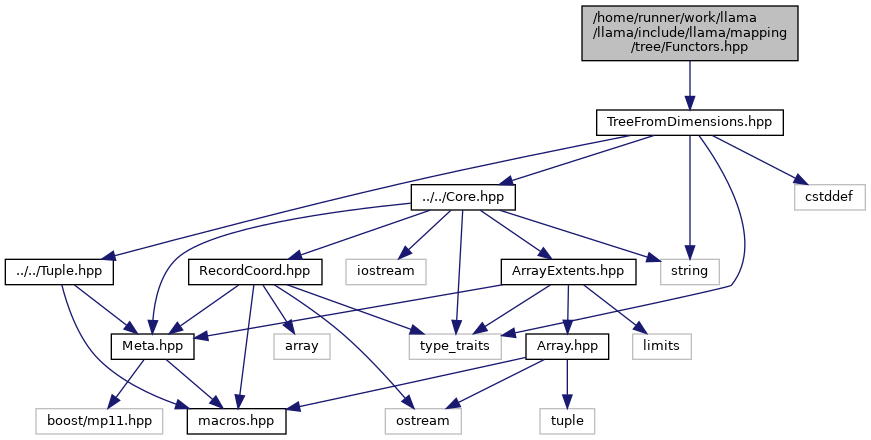 /home/runner/work/llama
/llama/include/llama/mapping
/tree/Functors.hpp
TreeFromDimensions.hpp
../../Core.hpp
cstddef
../../Tuple.hpp
RecordCoord.hpp
iostream
ArrayExtents.hpp
string
Meta.hpp
array
type_traits
Array.hpp
limits
boost/mp11.hpp
macros.hpp
ostream
tuple